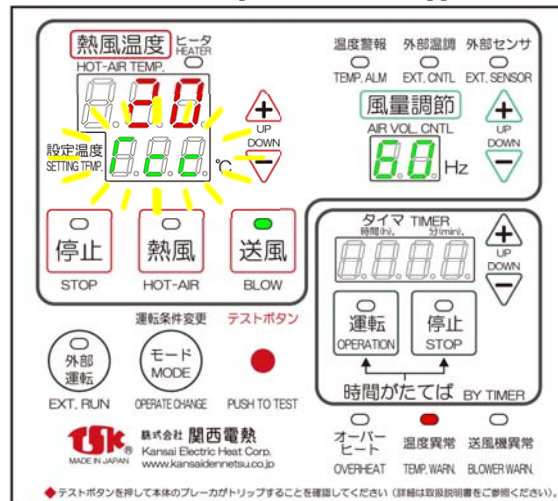 熱風温度 ヒータ
HEATER
HOT-AIR TEMP.
20
設定温度
SETTING TEMP.
℃
UP
DOWN
温度警報 外部温調 外部センサ
TEMP. ALM EXT. CNTL EXT. SENSOR
風量調節
AIR VOL. CNTL
60 Hz
UP
DOWN
停止 熱風 送風
STOP HOT-AIR BLOW
タイマ TIMER
時間(h). 分(min).
UP
DOWN
運転 停止
OPERATION STOP
時間がたてば BY TIMER
運転条件変更 テストボタン
外部
運転
モード
MODE
EXT. RUN OPERATE CHANGE PUSH TO TEST
TSK
MADE IN JAPAN
株式会社 関西電熱
Kansai Electric Heat Corp.
www.kansaidennetsu.co.jp
オーバー
ヒート
温度異常 送風機異常
OVERHEAT TEMP. WARN. BLOWER WARN.
◆テストボタンを押して本体のブレーカがトリップすることを確認してください（詳細は取扱説明書をご参照ください）。